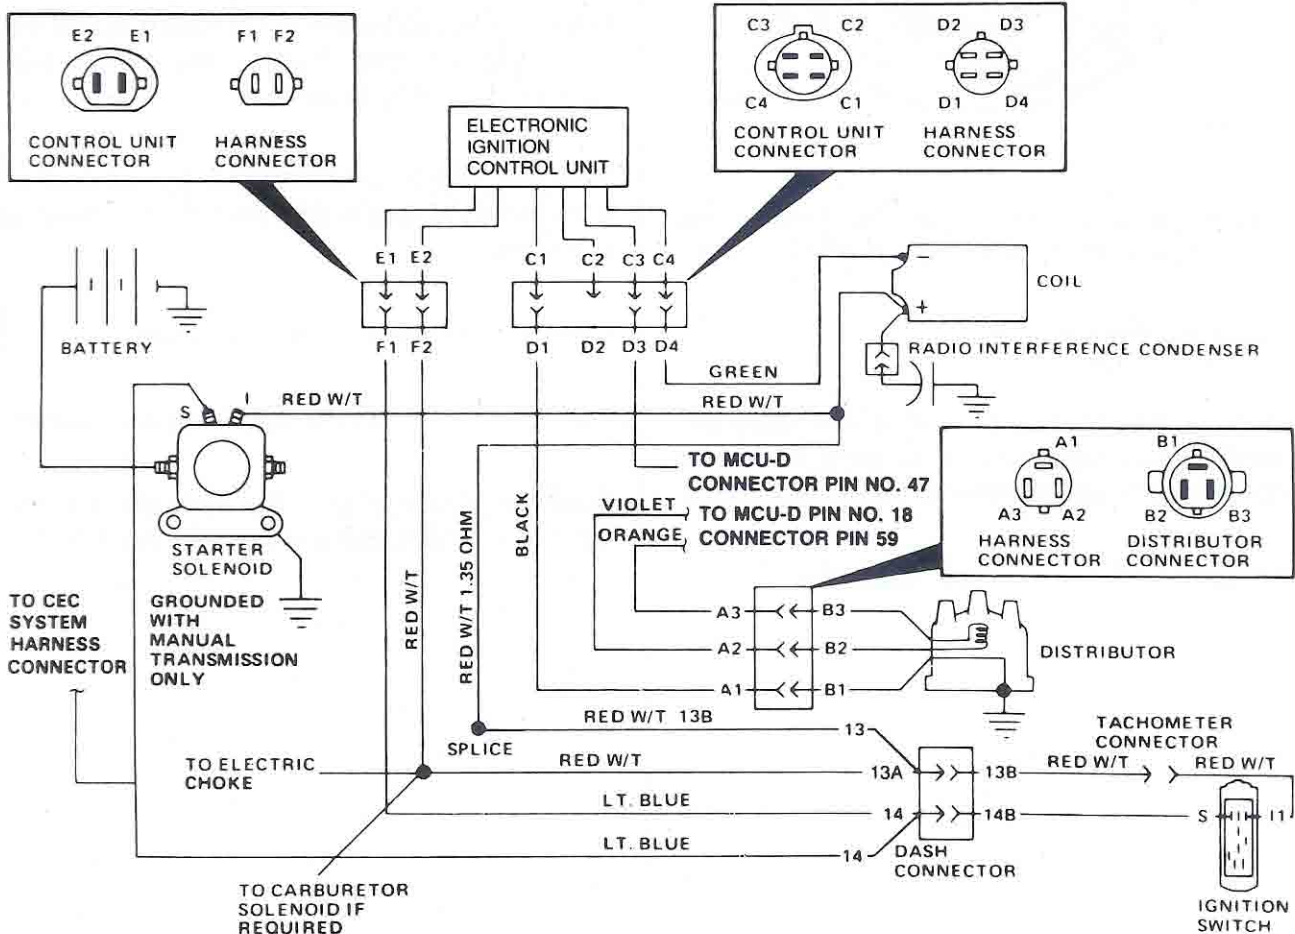 E2 E1 F1 F2
CONTROL UNIT
CONNECTOR
HARNESS
CONNECTOR
ELECTRONIC
IGNITION
CONTROL UNIT
C3 C2 D2 D3
C4 C1 D1 D4
CONTROL UNIT
CONNECTOR
HARNESS
CONNECTOR
E1 E2 C1 C2 C3 C4
F1 F2 D1 D2 D3 D4
BATTERY
−
+
COIL
RADIO INTERFERENCE CONDENSER
GREEN
RED W/T
RED W/T
S I
STARTER
SOLENOID
GROUNDED
WITH
MANUAL
TRANSMISSION
ONLY
TO CEC
SYSTEM
HARNESS
CONNECTOR
RED W/T
RED W/T 1.35 OHM
BLACK
TO MCU-D
CONNECTOR PIN NO. 47
VIOLET
TO MCU-D PIN NO. 18
ORANGE
CONNECTOR PIN 59
A1 B1
A3 A2 B2 B3
HARNESS
CONNECTOR
DISTRIBUTOR
CONNECTOR
A3 B3
A2 B2
A1 B1
DISTRIBUTOR
SPLICE
RED W/T 13B
13
TO ELECTRIC
CHOKE
RED W/T
13A 13B
RED W/T
TACHOMETER
CONNECTOR
RED W/T
LT. BLUE
14 14B
S I1
LT. BLUE
14
DASH
CONNECTOR
IGNITION
SWITCH
TO CARBURETOR
SOLENOID IF
REQUIRED